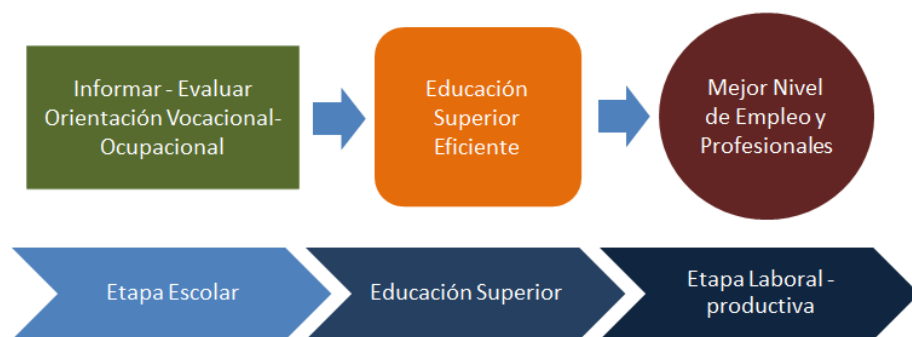 Informar - Evaluar
Orientación Vocacional-
Ocupacional
Educación
Superior
Eficiente
Mejor Nivel
de Empleo y
Profesionales
Etapa Escolar
Educación Superior
Etapa Laboral -
productiva